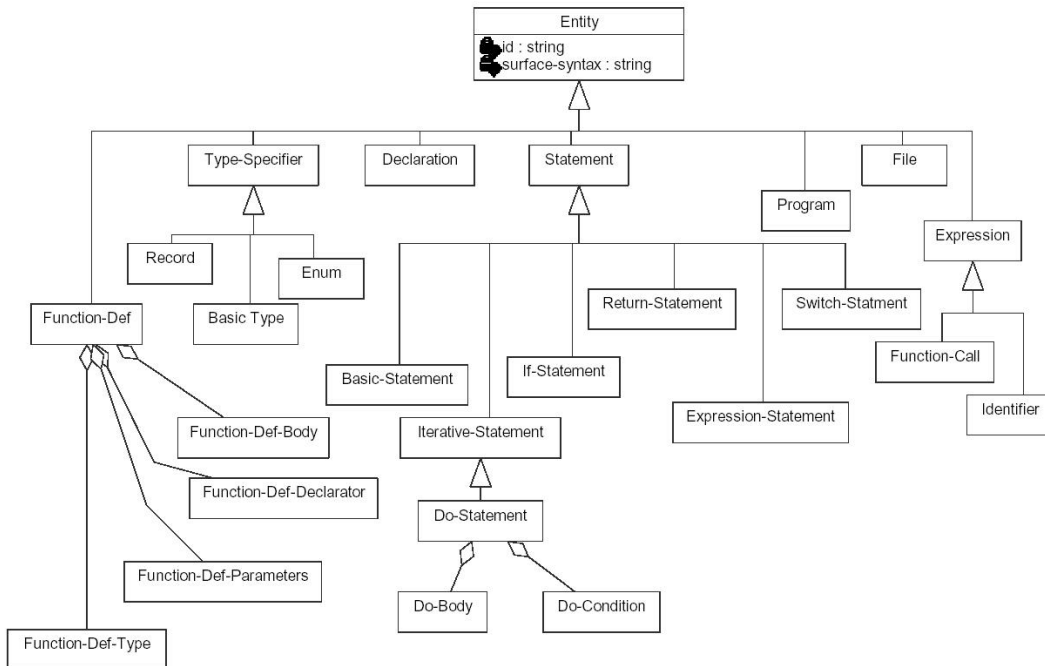 Entity
id : string
surface-syntax : string
Type-Specifier
Declaration
Statement
File
Program
Expression
Record
Enum
Basic Type
Function-Def
Return-Statement
Switch-Statment
Basic-Statement
If-Statement
Function-Call
Identifier
Function-Def-Body
Iterative-Statement
Expression-Statement
Function-Def-Declarator
Do-Statement
Function-Def-Parameters
Do-Body
Do-Condition
Function-Def-Type